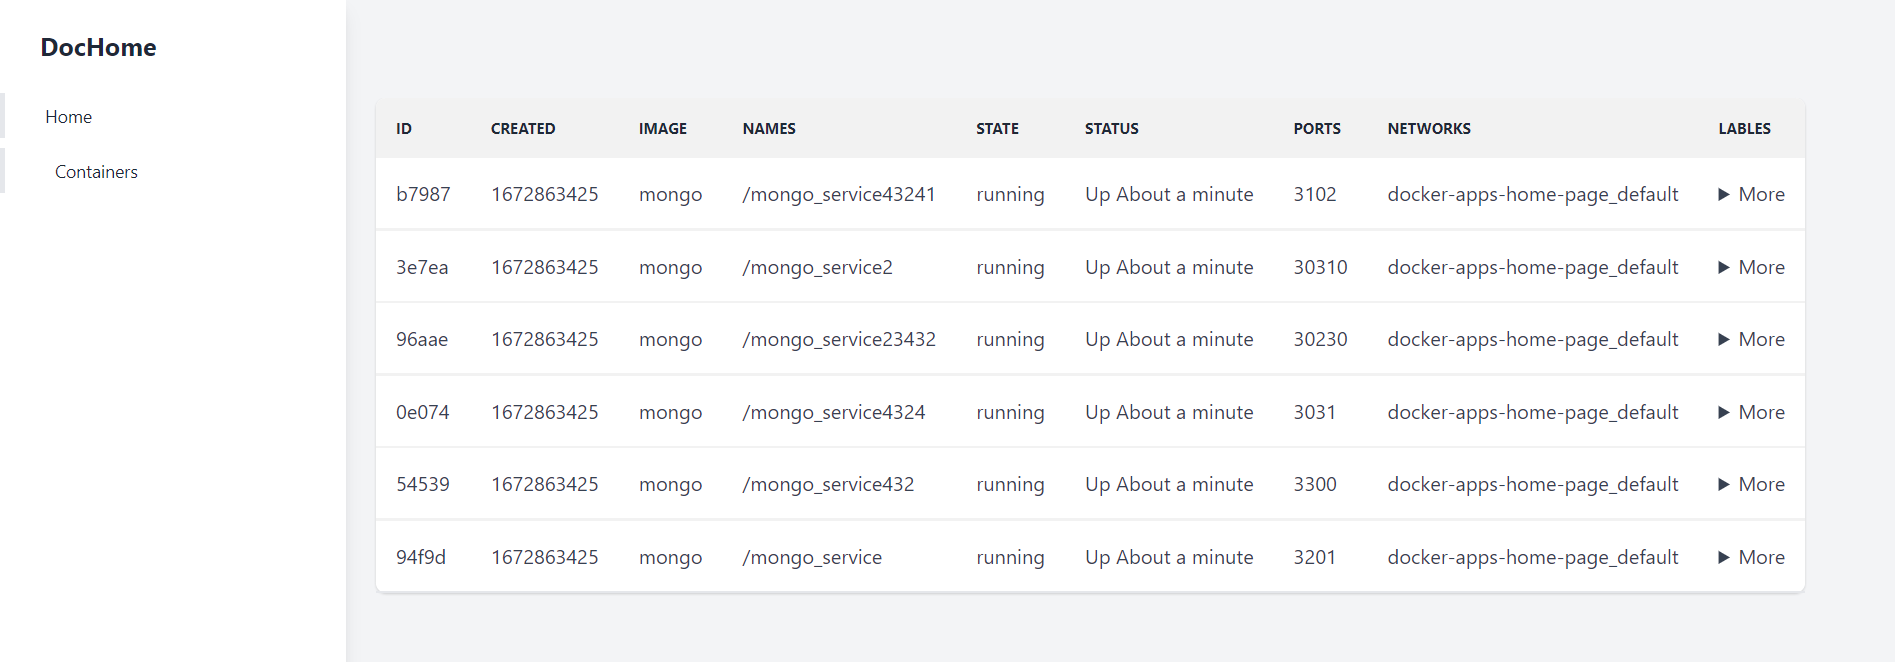 DocHome
Home
Containers
ID CREATED IMAGE NAMES STATE STATUS PORTS NETWORKS LABLES
b7987 1672863425 mongo /mongo_service43241 running Up About a minute 3102 docker-apps-home-page_default ▶ More
3e7ea 1672863425 mongo /mongo_service2 running Up About a minute 30310 docker-apps-home-page_default ▶ More
96aae 1672863425 mongo /mongo_service23432 running Up About a minute 30230 docker-apps-home-page_default ▶ More
0e074 1672863425 mongo /mongo_service4324 running Up About a minute 3031 docker-apps-home-page_default ▶ More
54539 1672863425 mongo /mongo_service432 running Up About a minute 3300 docker-apps-home-page_default ▶ More
94f9d 1672863425 mongo /mongo_service running Up About a minute 3201 docker-apps-home-page_default ▶ More